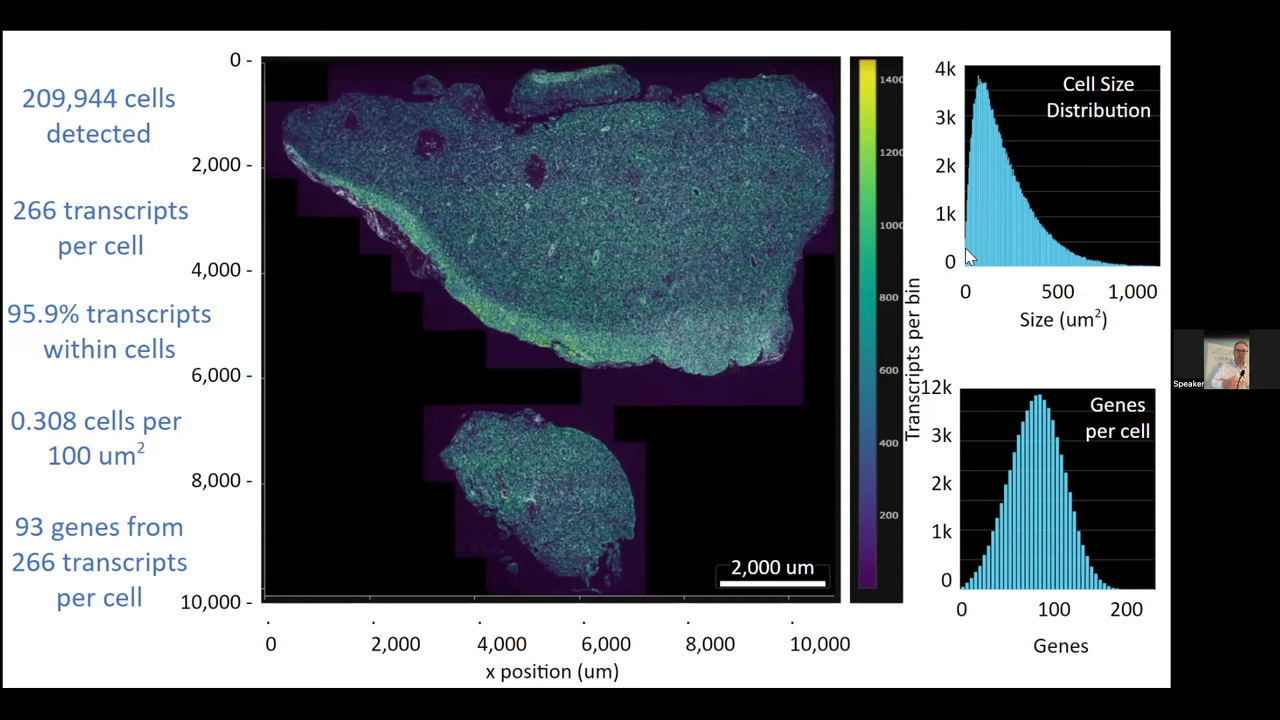 209,944 cells
detected
266 transcripts
per cell
95.9% transcripts
within cells
0.308 cells per
100 um²
93 genes from
266 transcripts
per cell
0 -
2,000 -
4,000 -
6,000 -
8,000 -
10,000 -
2,000 um
0
2,000
4,000
6,000
8,000
10,000
x position (um)
1400
1200
1000
800
600
400
200
Transcripts per bin
Cell Size
Distribution
4k
3k
2k
1k
0
0
500
1,000
Size (um²)
Genes
per cell
12k
3k
2k
1k
0
0
100
200
Genes
Speaker